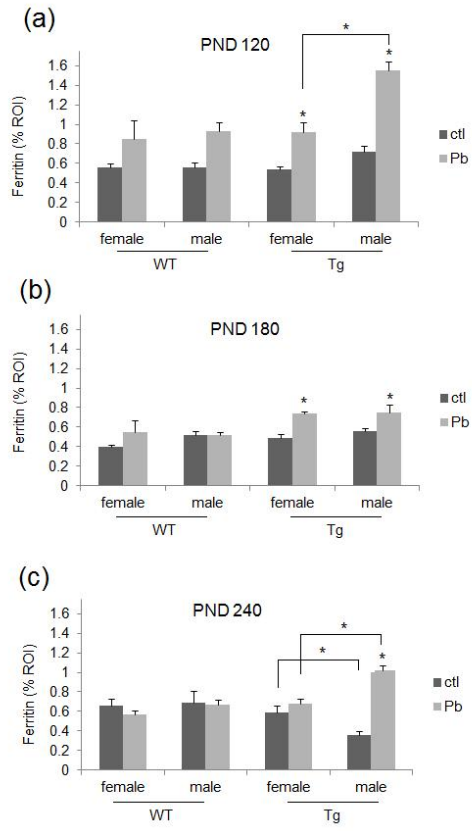 (a)
PND 120
*
*
*
1.6
1.4
1.2
1
0.8
0.6
0.4
0.2
0
Ferritin (% ROI)
ctl
Pb
female male female male
WT Tg
(b)
PND 180
*
*
1.6
1.4
1.2
1
0.8
0.6
0.4
0.2
0
Ferritin (% ROI)
ctl
Pb
female male female male
WT Tg
(c)
PND 240
*
*
*
1.6
1.4
1.2
1
0.8
0.6
0.4
0.2
0
Ferritin (% ROI)
ctl
Pb
female male female male
WT Tg